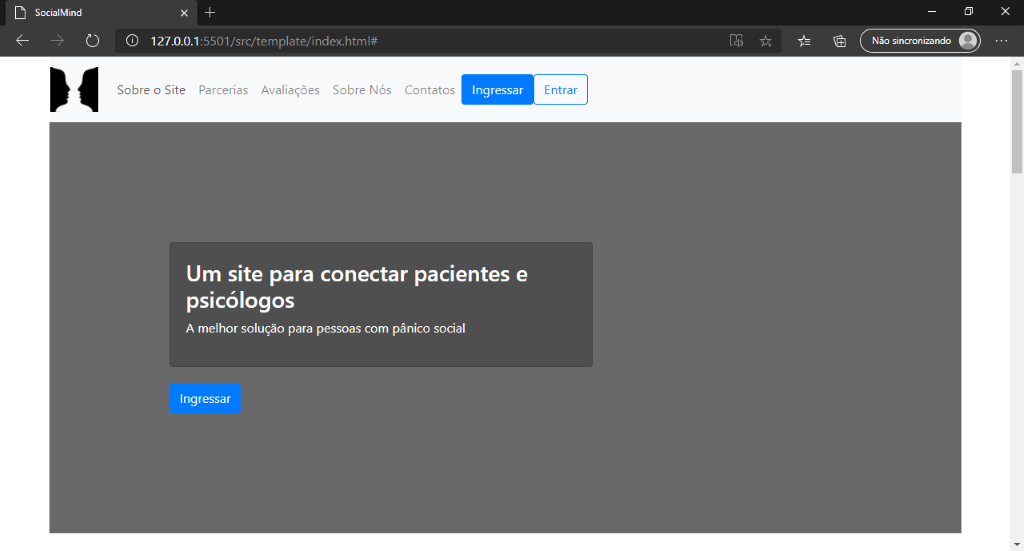 SocialMind
127.0.0.1:5501/src/template/index.html#
Não sincronizando
Sobre o Site Parcerias Avaliações Sobre Nós Contatos Ingressar Entrar
Um site para conectar pacientes e
psicólogos
A melhor solução para pessoas com pânico social
Ingressar